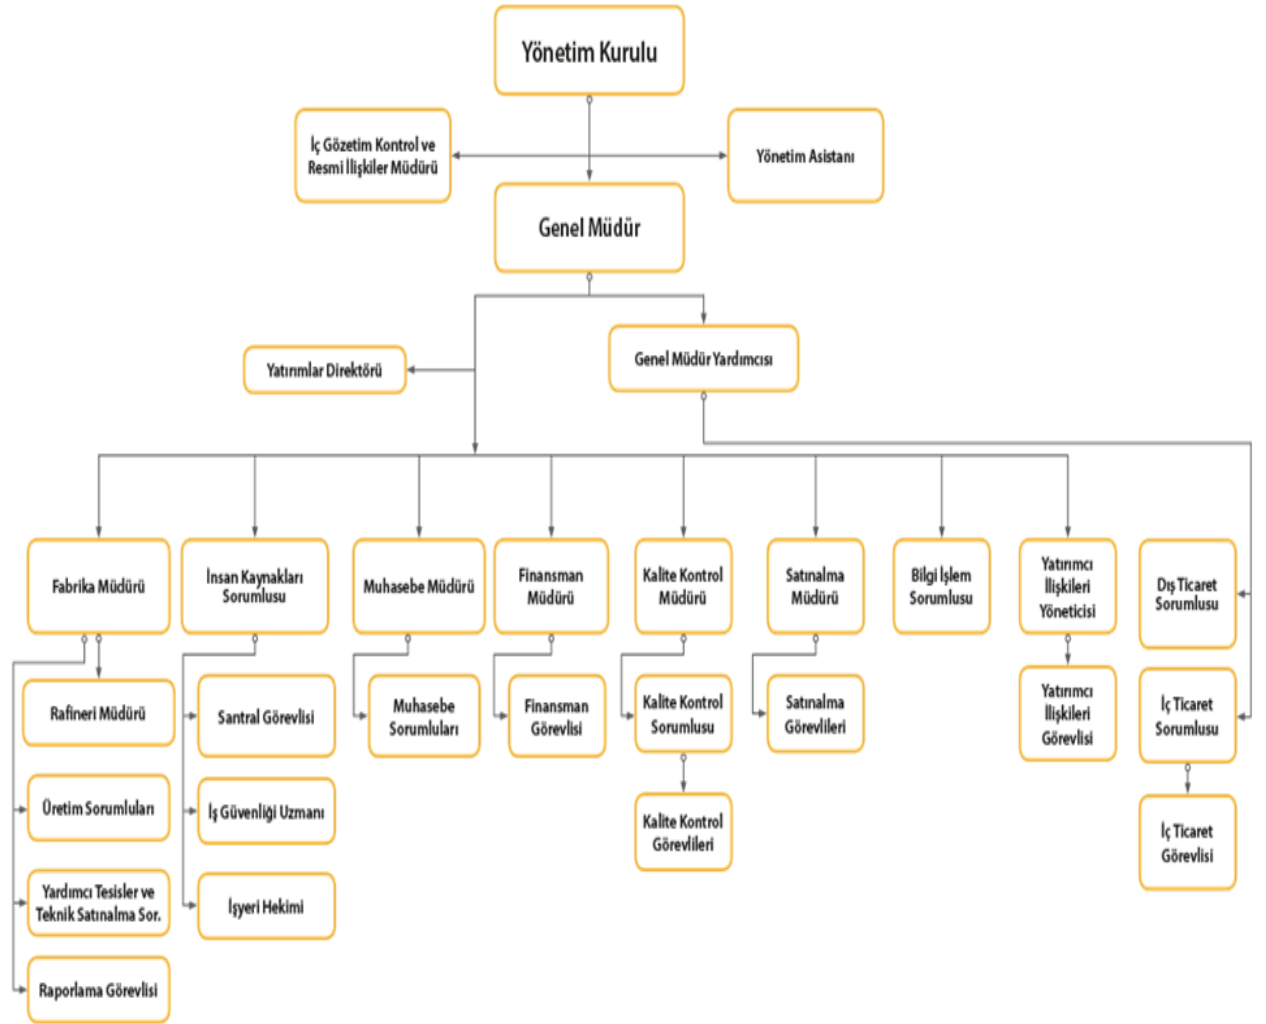 Yönetim Kurulu
İç Gözetim Kontrol ve
Resmi İlişkiler Müdürü
Yönetim Asistanı
Genel Müdür
Yatırımlar Direktörü
Genel Müdür Yardımcısı
Fabrika Müdürü
İnsan Kaynakları
Sorumlusu
Muhasebe Müdürü
Finansman
Müdürü
Kalite Kontrol
Müdürü
Satınalma
Müdürü
Bilgi İşlem
Sorumlusu
Yatırımcı
İlişkileri
Yöneticisi
Dış Ticaret
Sorumlusu
Rafineri Müdürü
Santral Görevlisi
Muhasebe
Sorumluları
Finansman
Görevlisi
Kalite Kontrol
Sorumlusu
Satınalma
Görevlileri
Yatırımcı
İlişkileri
Görevlisi
İç Ticaret
Sorumlusu
Üretim Sorumluları
İş Güvenliği Uzmanı
Kalite Kontrol
Görevlileri
İç Ticaret
Görevlisi
Yardımcı Tesisler ve
Teknik Satınalma Sor.
İşyeri Hekimi
Raporlama Görevlisi